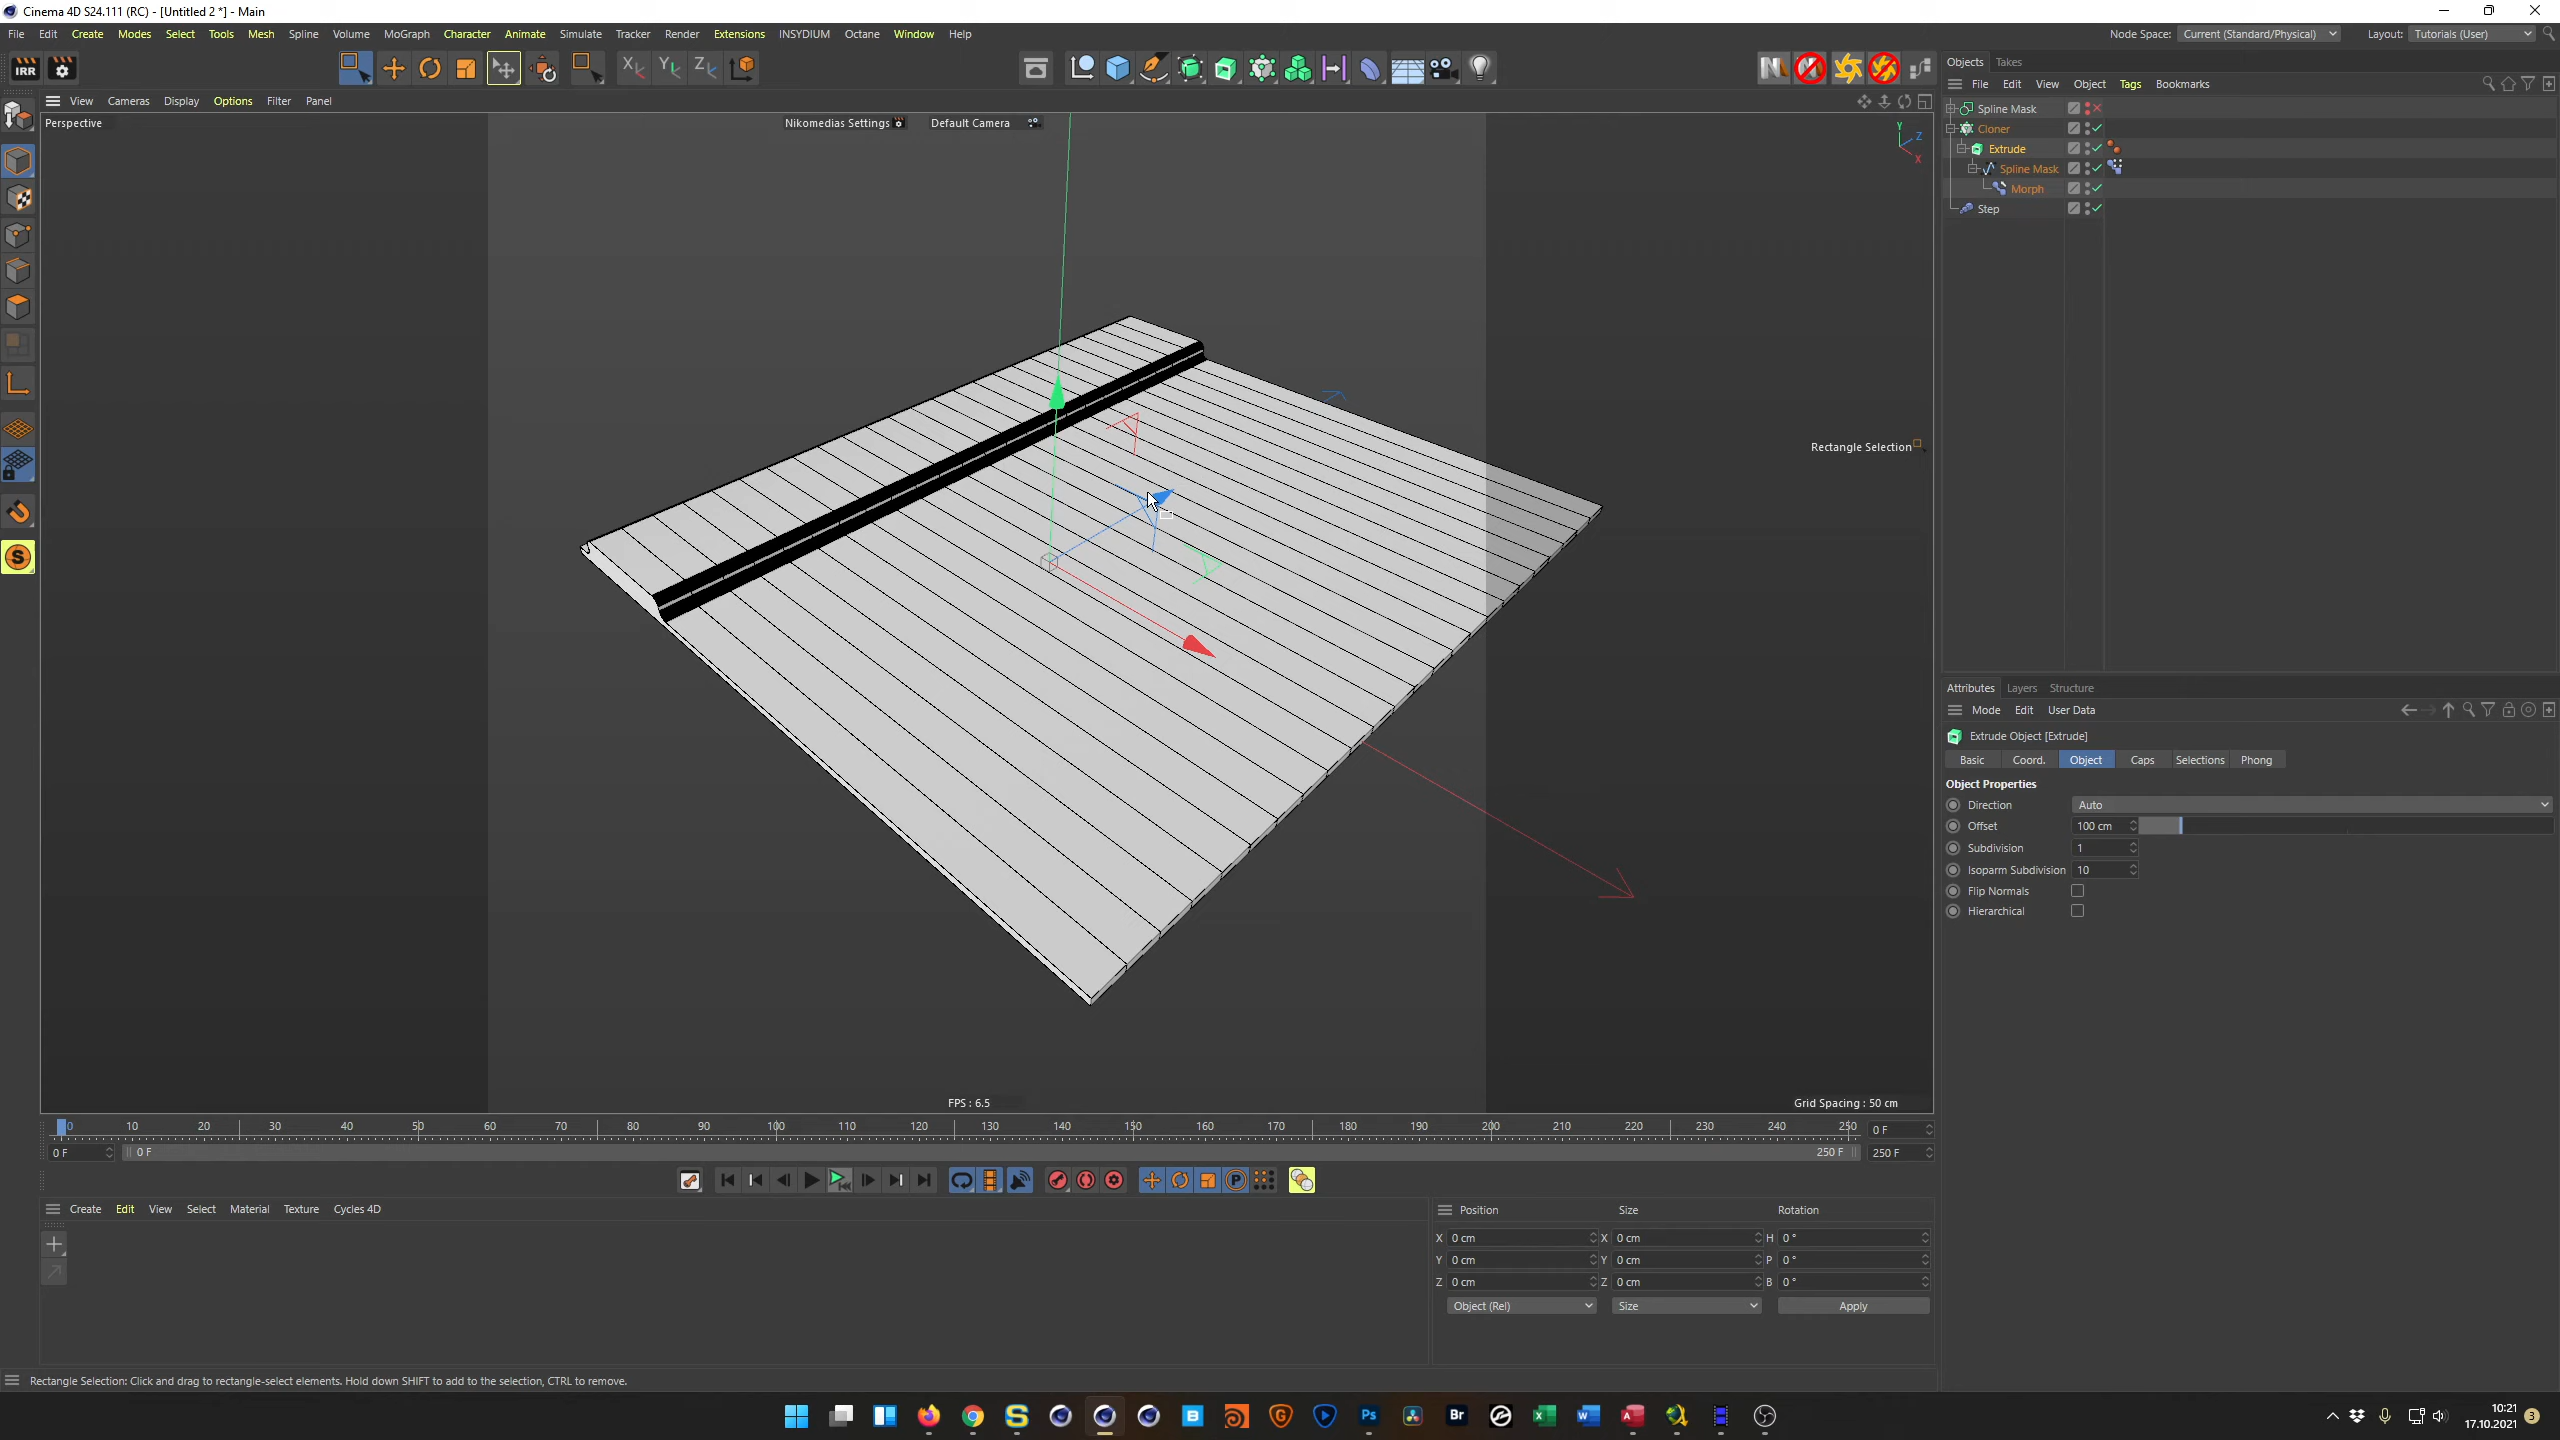 Cinema 4D S24.111 (RC) - [Untitled 2 *] - Main
File Edit Create Modes Select Tools Mesh Spline Volume MoGraph Character Animate Simulate Tracker Render Extensions INSYDIUM Octane Window Help
Node Space: Current (Standard/Physical) Layout: Tutorials (User)
IRR X Y Z N
Objects Takes
File Edit View Object Tags Bookmarks
View Cameras Display Options Filter Panel
Perspective Nikomedias Settings Default Camera
Y Z X
Spline Mask
Cloner
Extrude
Spline Mask
Morph
Step
Rectangle Selection
S
Attributes Layers Structure
Mode Edit User Data
Extrude Object [Extrude]
Basic Coord. Object Caps Selections Phong
Object Properties
Direction Auto
Offset 100 cm
Subdivision 1
Isoparm Subdivision 10
Flip Normals
Hierarchical
FPS : 6.5 Grid Spacing : 50 cm
0 10 20 30 40 50 60 70 80 90 100 110 120 130 140 150 160 170 180 190 200 210 220 230 240 250 0 F
0 F 0 F 250 F 250 F
P
Create Edit View Select Material Texture Cycles 4D
Position Size Rotation
X 0 cm X 0 cm H 0 °
Y 0 cm Y 0 cm P 0 °
Z 0 cm Z 0 cm B 0 °
Object (Rel) Size Apply
Rectangle Selection: Click and drag to rectangle-select elements. Hold down SHIFT to add to the selection, CTRL to remove.
Ps Br
10:21
17.10.2021 3